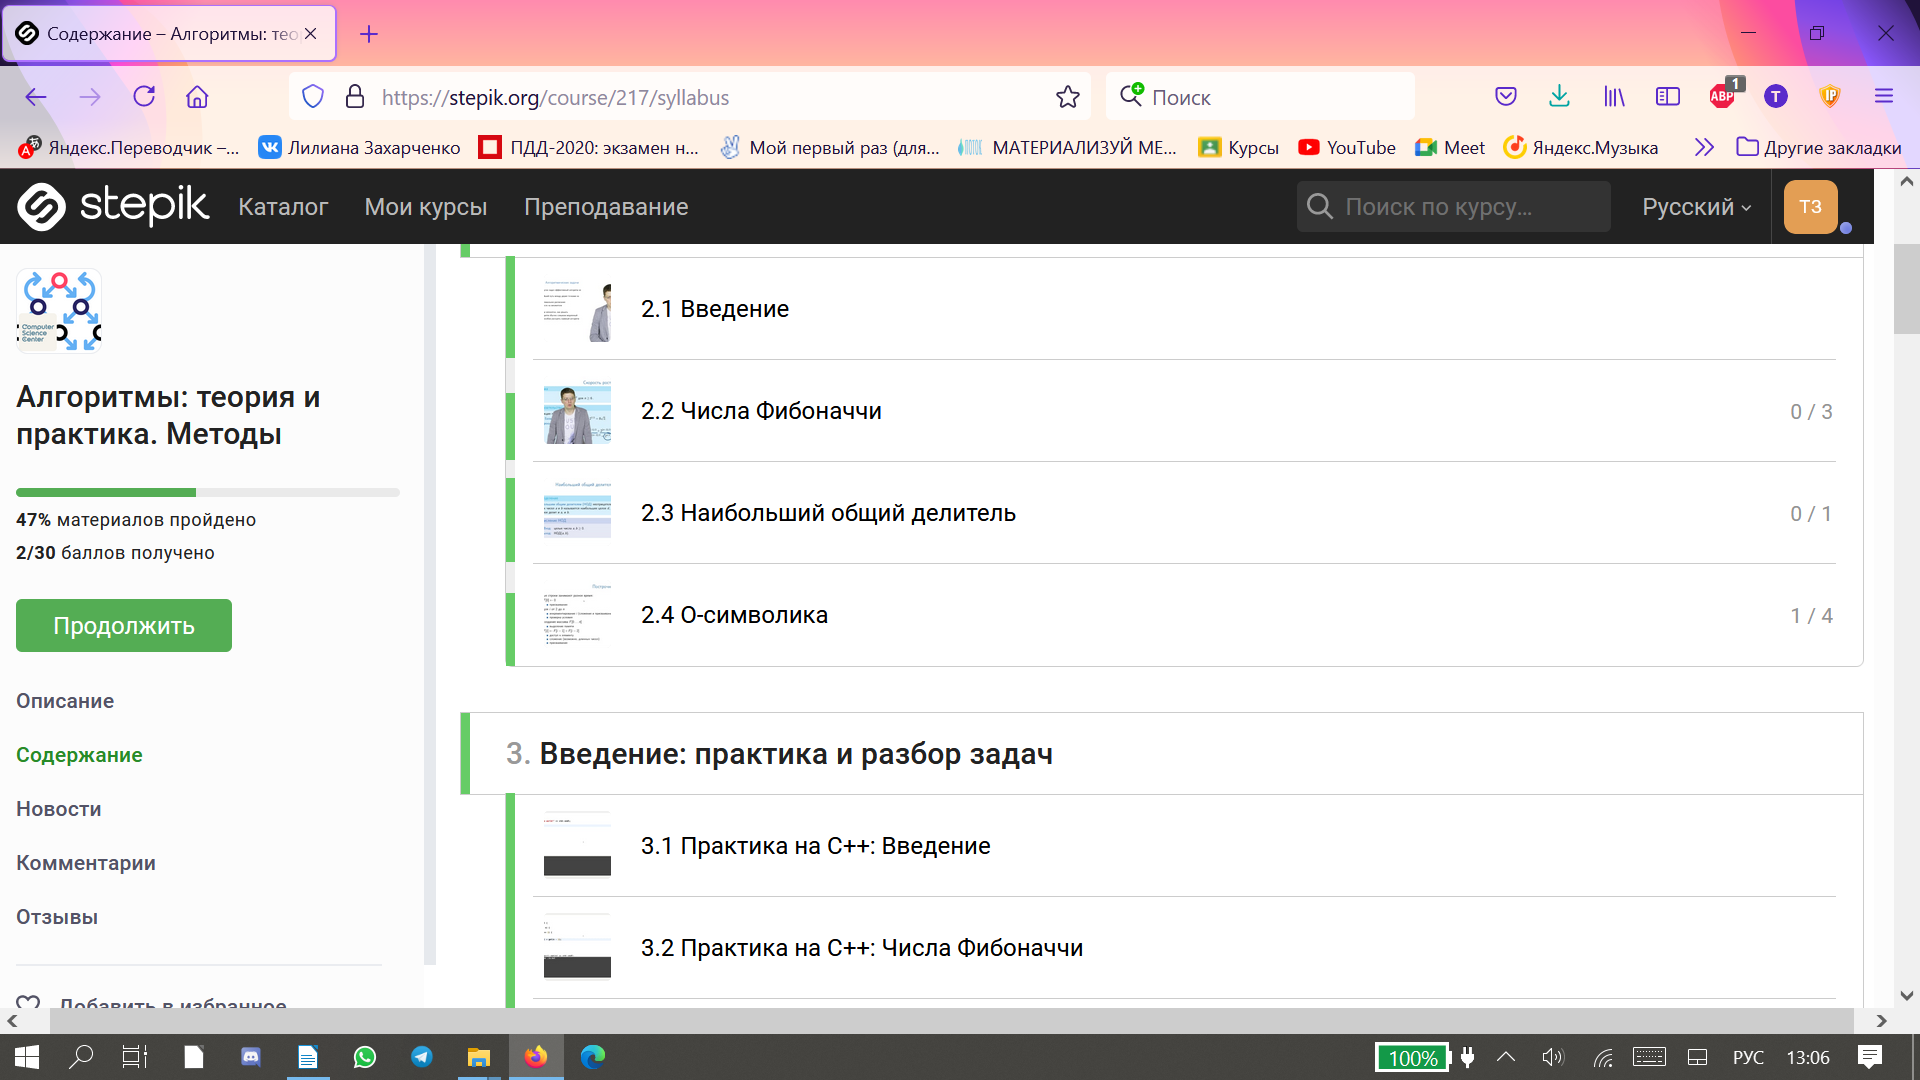 Содержание – Алгоритмы: тео
https://stepik.org/course/217/syllabus
Поиск
ABP
1
T
IP
Яндекс.Переводчик –...
Лилиана Захарченко
ПДД-2020: экзамен н...
Мой первый раз (для...
МАТЕРИАЛИЗУЙ МЕ...
Курсы
YouTube
Meet
Яндекс.Музыка
Другие закладки
stepik
Каталог
Мои курсы
Преподавание
Поиск по курсу...
Русский
ТЗ
Computer
Science
Center
Алгоритмы: теория и
практика. Методы
47% материалов пройдено
2/30 баллов получено
Продолжить
Описание
Содержание
Новости
Комментарии
Отзывы
Добавить в избранное
2.1 Введение
2.2 Числа Фибоначчи
0 / 3
2.3 Наибольший общий делитель
0 / 1
2.4 О-символика
1 / 4
3. Введение: практика и разбор задач
3.1 Практика на C++: Введение
3.2 Практика на C++: Числа Фибоначчи
100%
РУС
13:06